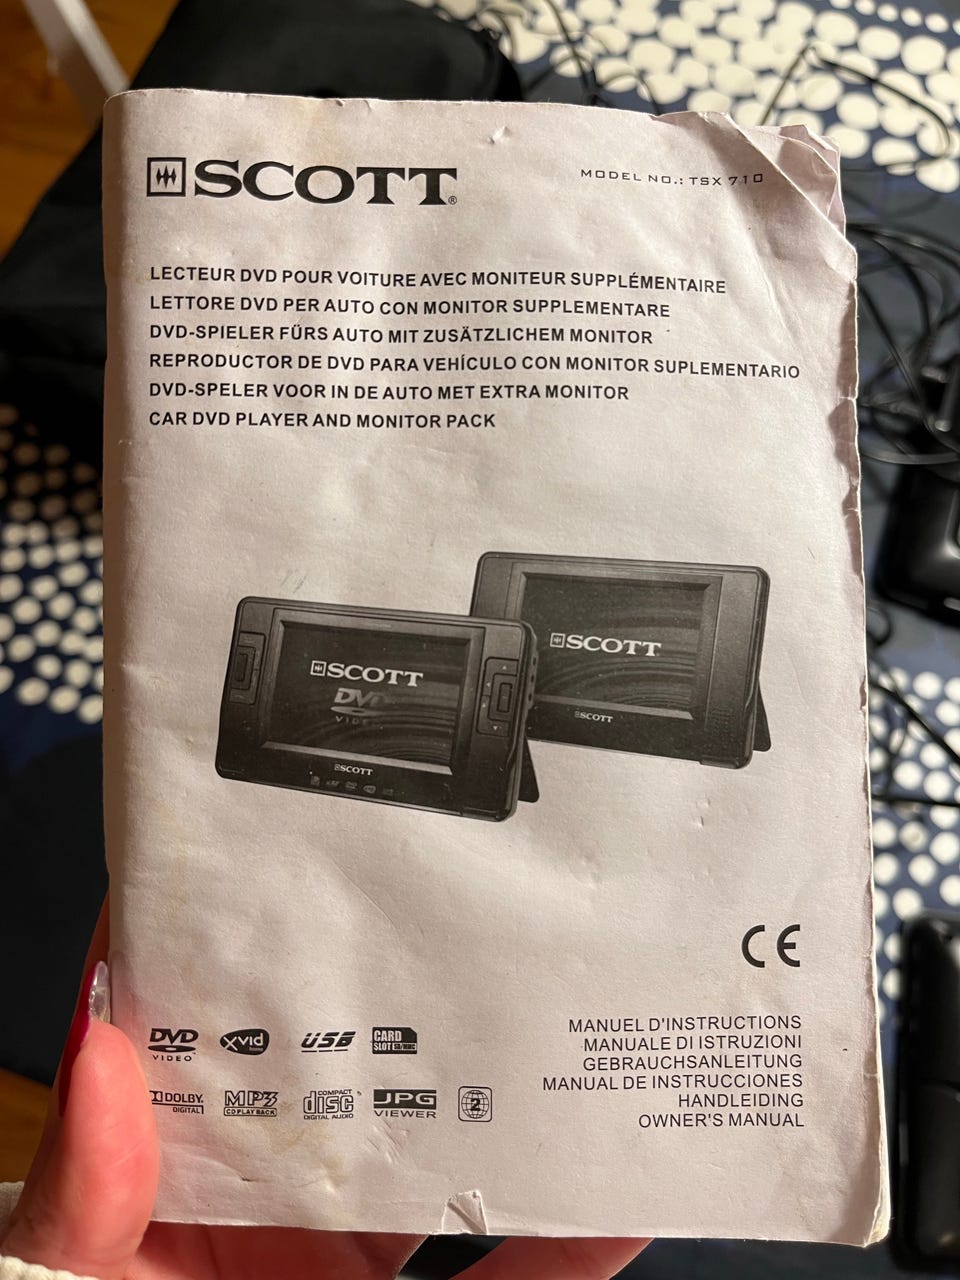 SCOTT®
MODEL NO.: TSX 710
LECTEUR DVD POUR VOITURE AVEC MONITEUR SUPPLÉMENTAIRE
LETTORE DVD PER AUTO CON MONITOR SUPPLEMENTARE
DVD-SPIELER FÜRS AUTO MIT ZUSÄTZLICHEM MONITOR
REPRODUCTOR DE DVD PARA VEHÍCULO CON MONITOR SUPLEMENTARIO
DVD-SPELER VOOR IN DE AUTO MET EXTRA MONITOR
CAR DVD PLAYER AND MONITOR PACK
SCOTT
SCOTT
SCOTT
DVD
VIDEO
SCOTT
CE
MANUEL D'INSTRUCTIONS
MANUALE DI ISTRUZIONI
GEBRAUCHSANLEITUNG
MANUAL DE INSTRUCCIONES
HANDLEIDING
OWNER'S MANUAL
DVD
VIDEO
xvid
USB
CARD
SLOT SD/MMC
DOLBY
DIGITAL
MP3
CD PLAY BACK
COMPACT
disc
DIGITAL AUDIO
JPG
VIEWER
2